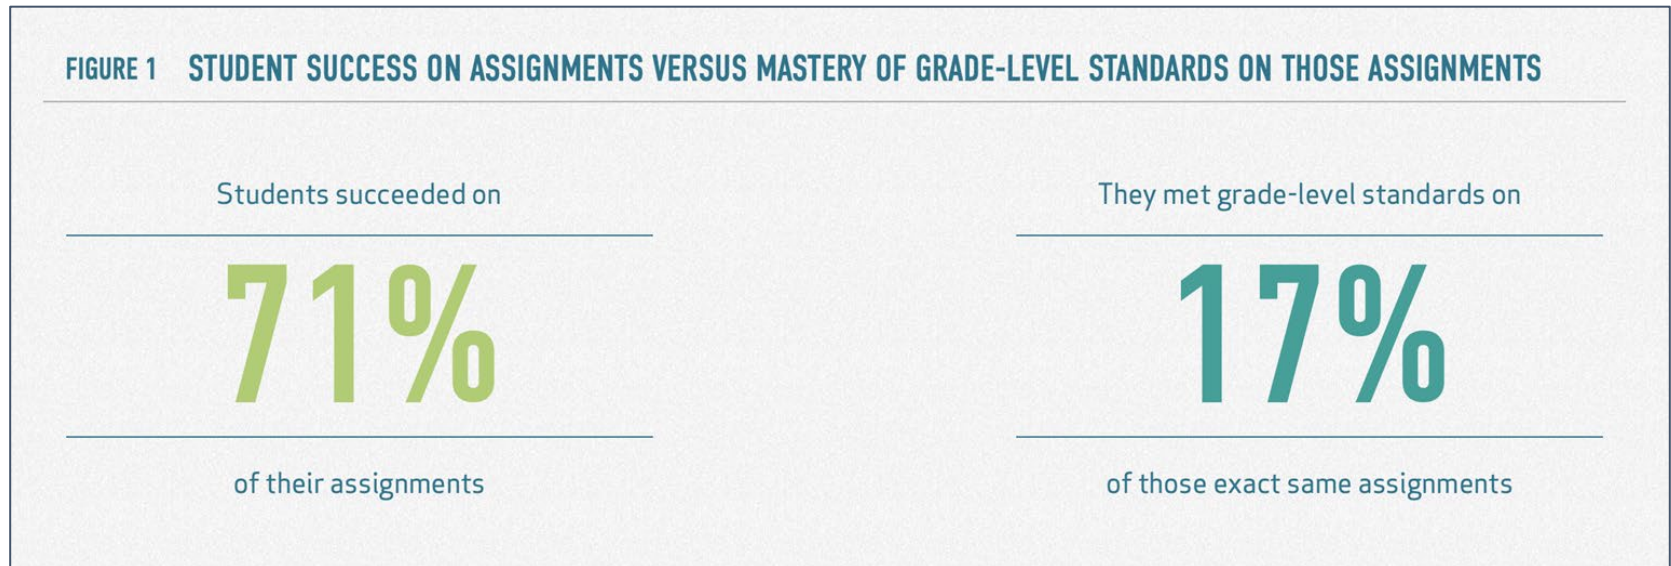 FIGURE 1 STUDENT SUCCESS ON ASSIGNMENTS VERSUS MASTERY OF GRADE-LEVEL STANDARDS ON THOSE ASSIGNMENTS
Students succeeded on
71%
of their assignments
They met grade-level standards on
17%
of those exact same assignments